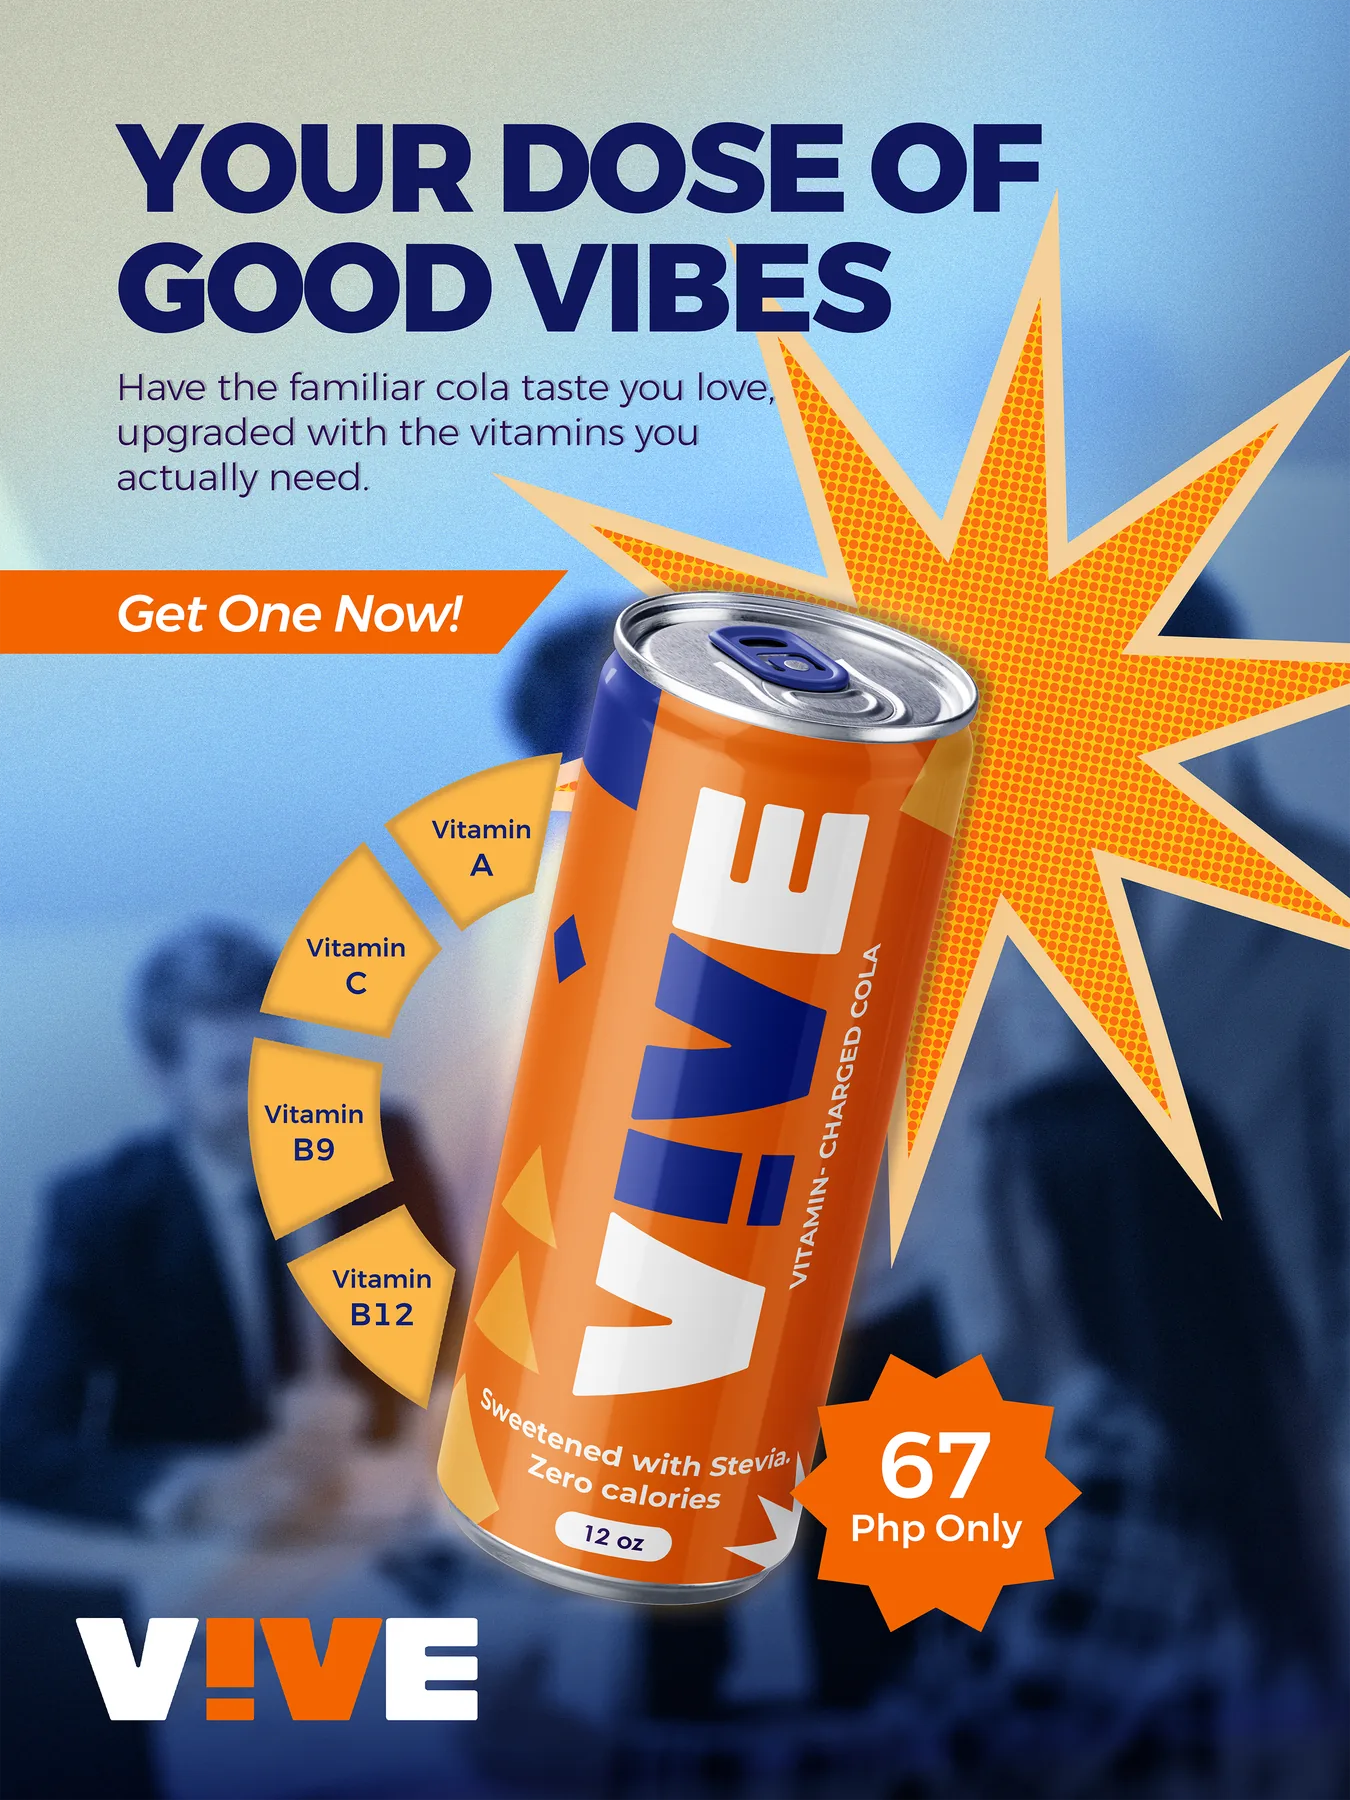 YOUR DOSE OF
GOOD VIBES
Have the familiar cola taste you love,
upgraded with the vitamins you
actually need.
Get One Now!
Vitamin
A
Vitamin
C
Vitamin
B9
Vitamin
B12
V!VE
VITAMIN- CHARGED COLA
Sweetened with Stevia.
Zero calories
12 oz
67
Php Only
V!VE